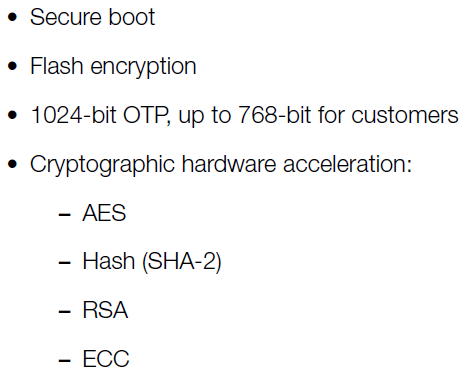 • Secure boot
• Flash encryption
• 1024-bit OTP, up to 768-bit for customers
• Cryptographic hardware acceleration:
– AES
– Hash (SHA-2)
– RSA
– ECC